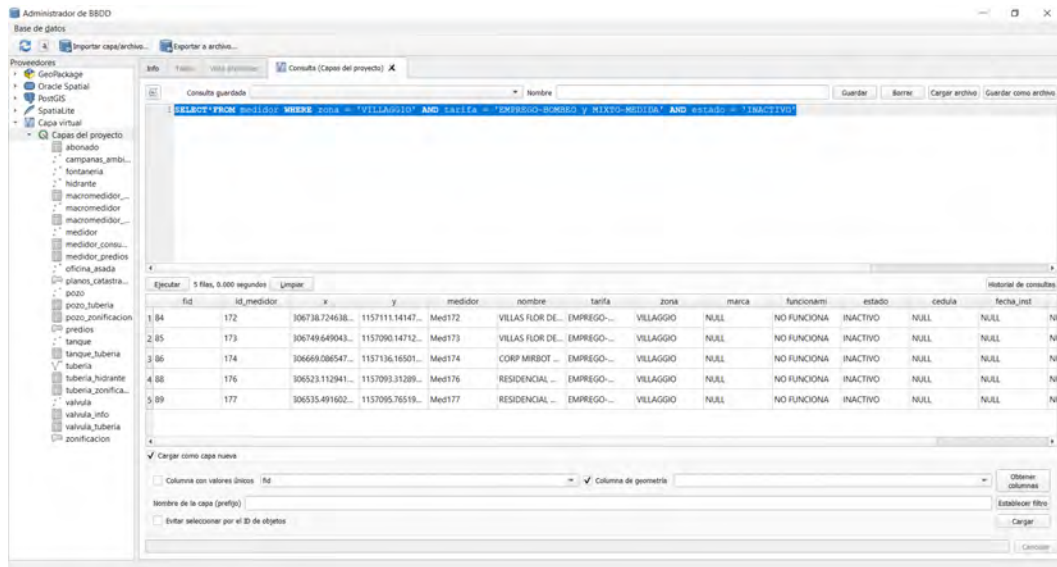 Administrador de BBDD
Base de datos
Importar capa/archivo... Exportar a archivo...
Proveedores
GeoPackage
Oracle Spatial
PostGIS
SpatiaLite
Capa virtual
Capas del proyecto
abonado
campanas_ambi...
fontaneria
hidrante
macromedidor_...
macromedidor
macromedidor_...
medidor
medidor_consu...
medidor_predios
oficina_asada
planos_catastra...
pozo
pozo_tuberia
pozo_zonificacion
predios
tanque
tanque_tuberia
tuberia
tuberia_hidrante
tuberia_zonifica...
valvula
valvula_info
valvula_tuberia
zonificacion
Info Tabla Vista preliminar Consulta (Capas del proyecto) X
Consulta guardada Nombre Guardar Borrar Cargar archivo Guardar como archivo
1 SELECT*FROM medidor WHERE zona = 'VILLAGGIO' AND tarifa = 'EMPREGO-BOMBEO y MIXTO-MEDIDA' AND estado = 'INACTIVO'
Ejecutar 5 filas, 0.000 segundos Limpiar Historial de consultas
fid id_medidor x y medidor nombre tarifa zona marca funcionami estado cedula fecha_inst
1 84 172 306738.724638... 1157111.14147... Med172 VILLAS FLOR DE... EMPREGO-... VILLAGGIO NULL NO FUNCIONA INACTIVO NULL NULL
2 85 173 306749.649043... 1157090.14712... Med173 VILLAS FLOR DE... EMPREGO-... VILLAGGIO NULL NO FUNCIONA INACTIVO NULL NULL
3 86 174 306669.086547... 1157136.16501... Med174 CORP MIRBOT ... EMPREGO-... VILLAGGIO NULL NO FUNCIONA INACTIVO NULL NULL
4 88 176 306523.112941... 1157093.31289... Med176 RESIDENCIAL ... EMPREGO-... VILLAGGIO NULL NO FUNCIONA INACTIVO NULL NULL
5 89 177 306535.491602... 1157095.76519... Med177 RESIDENCIAL ... EMPREGO-... VILLAGGIO NULL NO FUNCIONA INACTIVO NULL NULL
Cargar como capa nueva
Columna con valores únicos fid Columna de geometría Obtener columnas
Nombre de la capa (prefijo) Establecer filtro
Evitar seleccionar por el ID de objetos Cargar
Cancelar